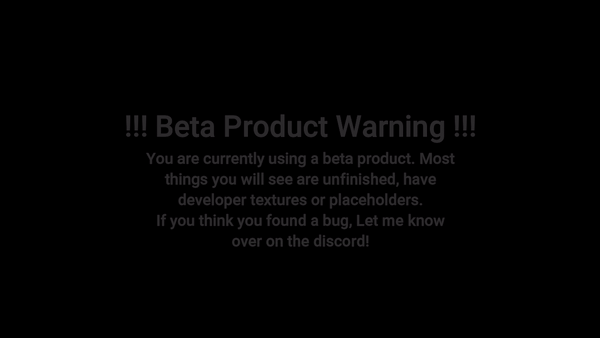 !!! Beta Product Warning !!!
You are currently using a beta product. Most
things you will see are unfinished, have
developer textures or placeholders.
If you think you found a bug, Let me know
over on the discord!